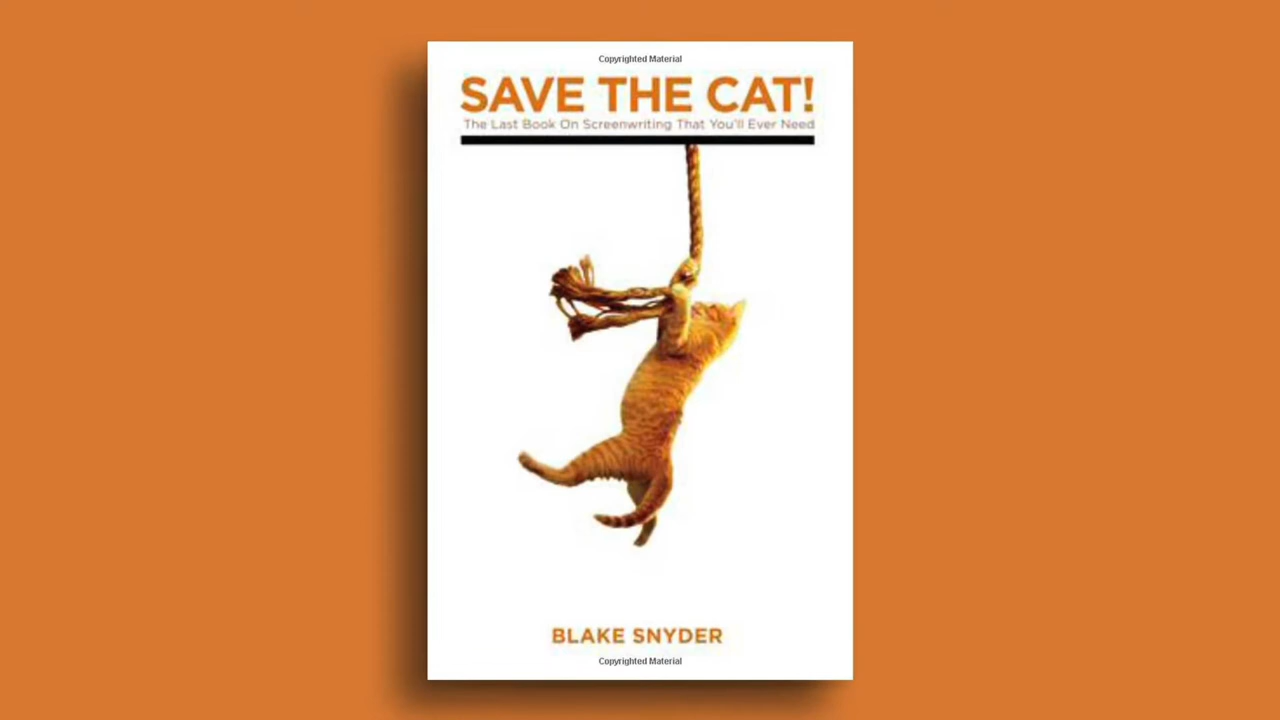 Copyrighted Material
SAVE THE CAT!
The Last Book On Screenwriting That You'll Ever Need
BLAKE SNYDER
Copyrighted Material